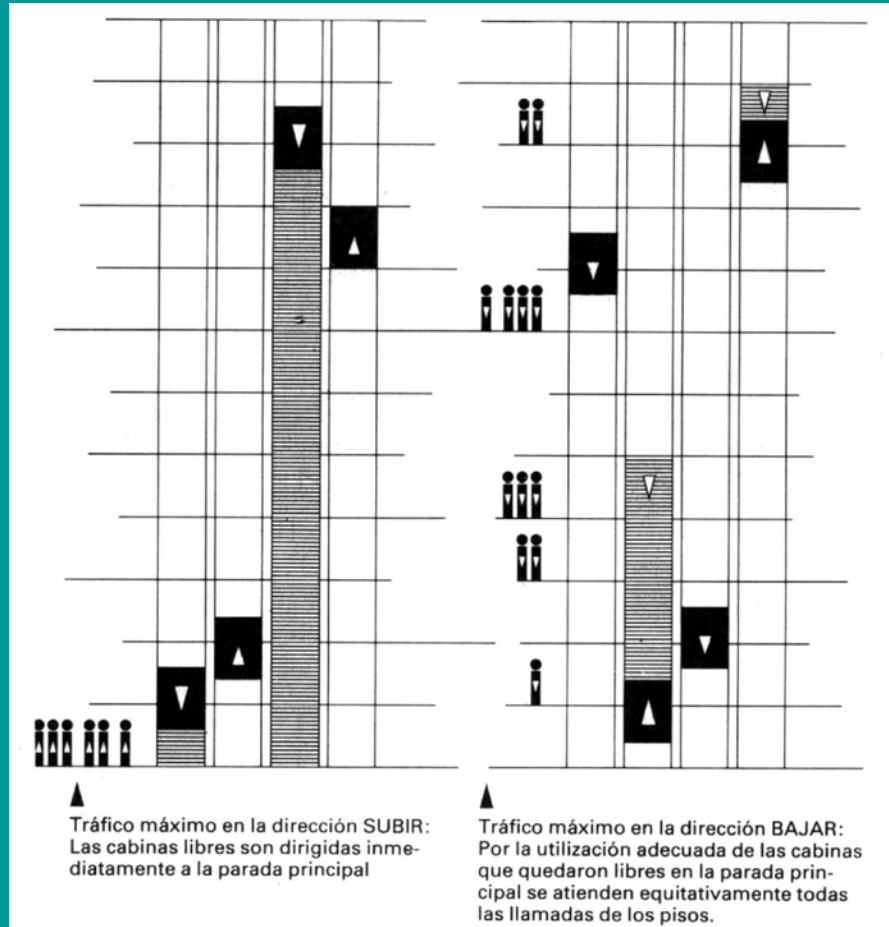 Tráfico máximo en la dirección SUBIR:
Las cabinas libres son dirigidas inme-
diatamente a la parada principal
Tráfico máximo en la dirección BAJAR:
Por la utilización adecuada de las cabinas
que quedaron libres en la parada prin-
cipal se atienden equitativamente todas
las llamadas de los pisos.